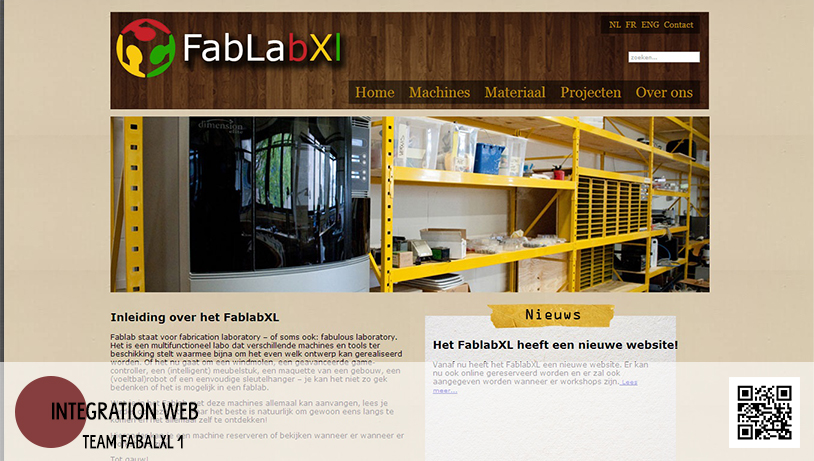 NL FR ENG Contact
FabLabXl
zoeken...
Home Machines Materiaal Projecten Over ons
dimension
Inleiding over het FablabXL
Fablab staat voor fabrication laboratory – of soms ook: fabulous laboratory.
Het is een multifunctioneel labo dat verschillende machines en tools ter
beschikking stelt waarmee bijna om het even welk ontwerp kan gerealiseerd
worden. Of het nu gaat om een windmolen, een geavanceerde game-
controller, een (intelligent) meubelstuk, een maquette van een gebouw, een
(voeltbal)robot of een eenvoudige sleutelhanger – je kan het niet zo gek
bedenken of het is mogelijk in een fablab.
deze machines allemaal kan aanvangen, lees je
het beste is natuurlijk om gewoon eens langs te
komen en het allemaal zelf te ontdekken!
een machine reserveren of bekijken wanneer er wanneer er
Tot gauw!
Nieuws
Het FablabXL heeft een nieuwe website!
Vanaf nu heeft het FablabXL een nieuwe website. Er kan
nu ook online gereserveerd worden en er zal ook
aangegeven worden wanneer er workshops zijn. Lees
meer...
INTEGRATION WEB
TEAM FABALXL 1